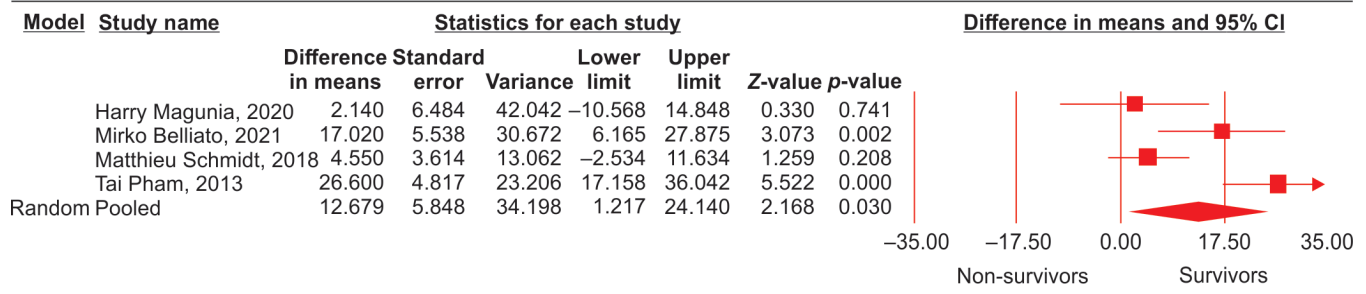 Model Study name Statistics for each study Difference in means and 95% CI
Difference Standard Lower Upper
in means error Variance limit limit Z-value p-value
Harry Magunia, 2020 2.140 6.484 42.042 –10.568 14.848 0.330 0.741
Mirko Belliato, 2021 17.020 5.538 30.672 6.165 27.875 3.073 0.002
Matthieu Schmidt, 2018 4.550 3.614 13.062 –2.534 11.634 1.259 0.208
Tai Pham, 2013 26.600 4.817 23.206 17.158 36.042 5.522 0.000
Random Pooled 12.679 5.848 34.198 1.217 24.140 2.168 0.030
–35.00 –17.50 0.00 17.50 35.00
Non-survivors Survivors